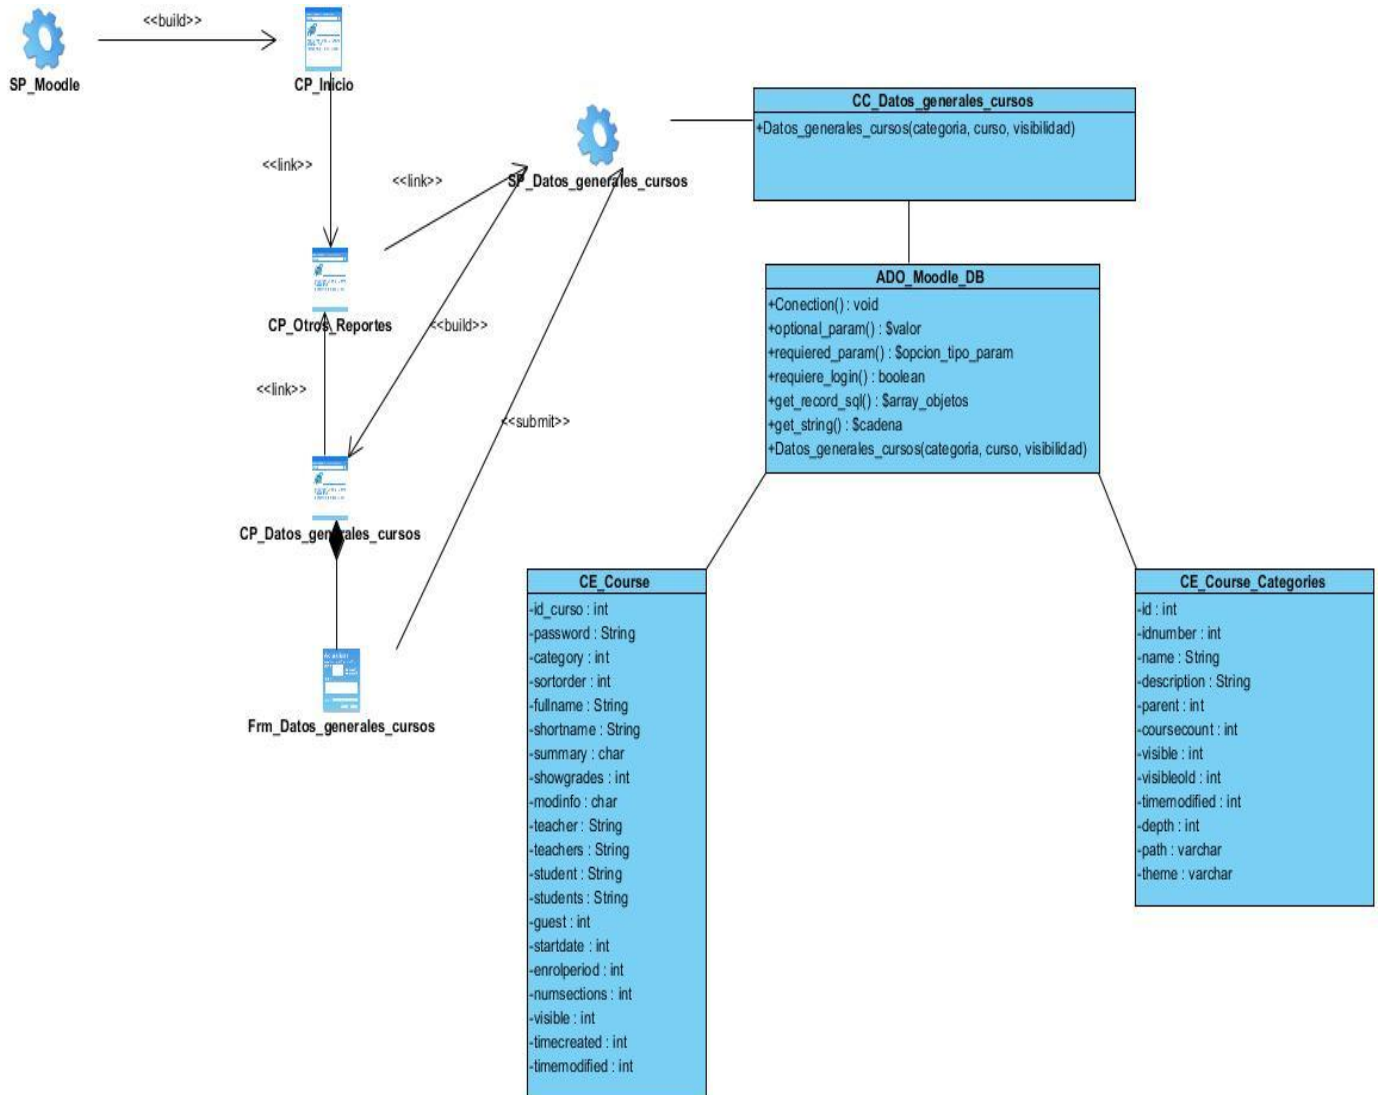 <<build>>
SP_Moodle
CP_Inicio
<<link>>
<<link>>
SP_Datos_generales_cursos
CP_Otros_Reportes
<<build>>
<<link>>
<<submit>>
CP_Datos_generales_cursos
Frm_Datos_generales_cursos
CC_Datos_generales_cursos
+Datos_generales_cursos(categoria, curso, visibilidad)
ADO_Moodle_DB
+Conection() : void
+optional_param() : $valor
+requiered_param() : $opcion_tipo_param
+requiere_login() : boolean
+get_record_sql() : $array_objetos
+get_string() : $cadena
+Datos_generales_cursos(categoria, curso, visibilidad)
CE_Course
-id_curso : int
-password : String
-category : int
-sortorder : int
-fullname : String
-shortname : String
-summary : char
-showgrades : int
-modinfo : char
-teacher : String
-teachers : String
-student : String
-students : String
-guest : int
-startdate : int
-enrolperiod : int
-numsections : int
-visible : int
-timecreated : int
-timemodified : int
CE_Course_Categories
-id : int
-idnumber : int
-name : String
-description : String
-parent : int
-coursecount : int
-visible : int
-visibleold : int
-timemodified : int
-depth : int
-path : varchar
-theme : varchar